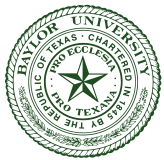 BAYLOR UNIVERSITY
CHARTERED IN 1845 BY THE REPUBLIC OF TEXAS
PRO ECCLESIA
PRO TEXANA